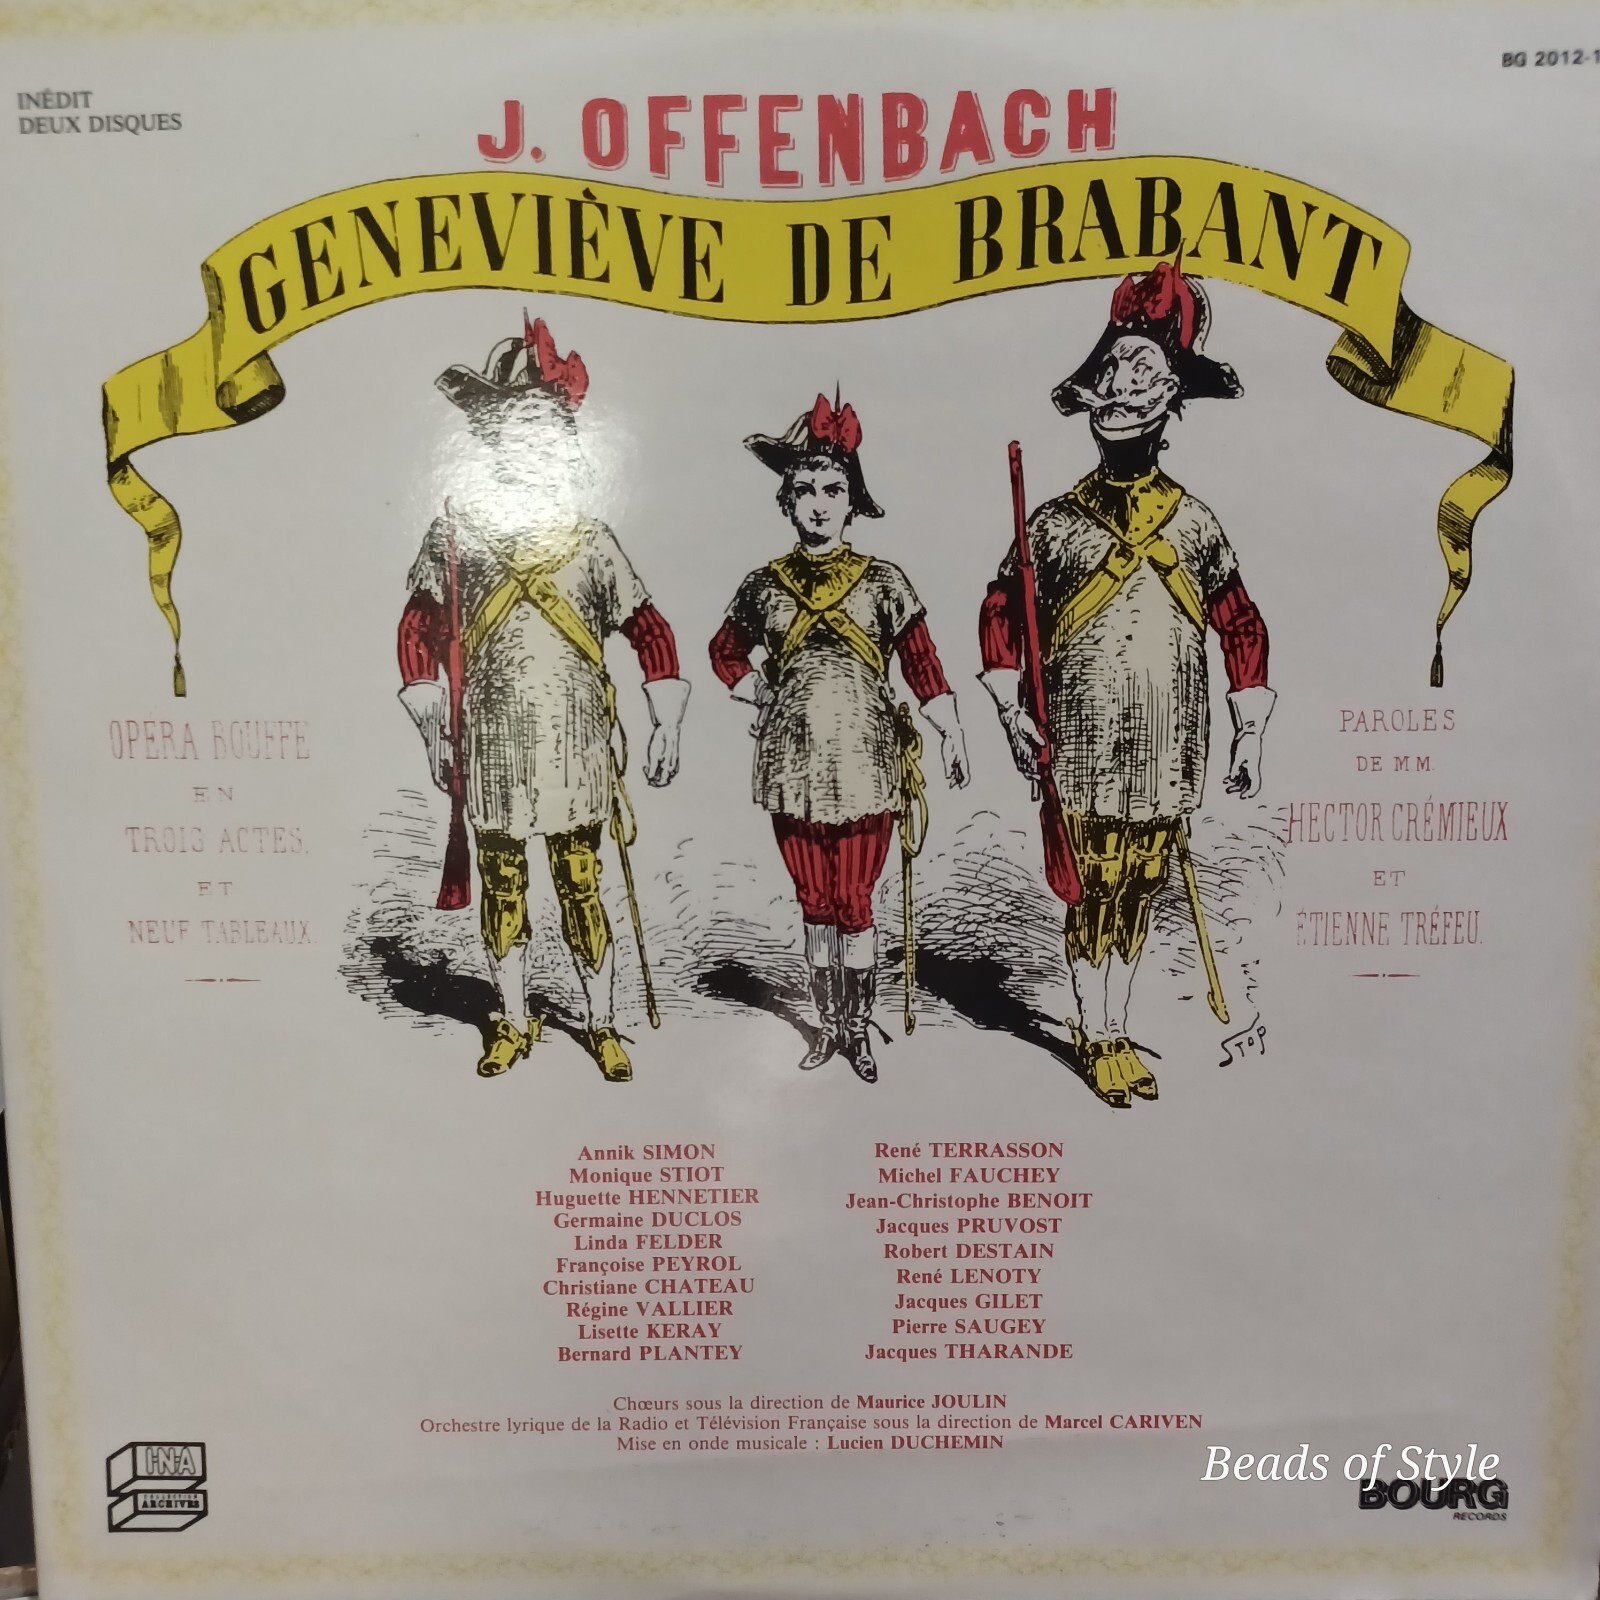 INÉDIT
DEUX DISQUES
BG 2012-1
J. OFFENBACH
GENEVIÈVE DE BRABANT
OPÉRA BOUFFE
EN
TROIS ACTES,
ET
NEUF TABLEAUX.
PAROLES
DE MM.
HECTOR CRÉMIEUX
ET
ÉTIENNE TRÉFEU.
STOP
Annik SIMON
Monique STIOT
Huguette HENNETIER
Germaine DUCLOS
Linda FELDER
Françoise PEYROL
Christiane CHATEAU
Régine VALLIER
Lisette KERAY
Bernard PLANTEY
René TERRASSON
Michel FAUCHEY
Jean-Christophe BENOIT
Jacques PRUVOST
Robert DESTAIN
René LENOTY
Jacques GILET
Pierre SAUGEY
Jacques THARANDE
Chœurs sous la direction de Maurice JOULIN
Orchestre lyrique de la Radio et Télévision Française sous la direction de Marcel CARIVEN
Mise en onde musicale : Lucien DUCHEMIN
I·N·A
COLLECTION
ARCHIVES
Beads of Style
BOURG
RECORDS